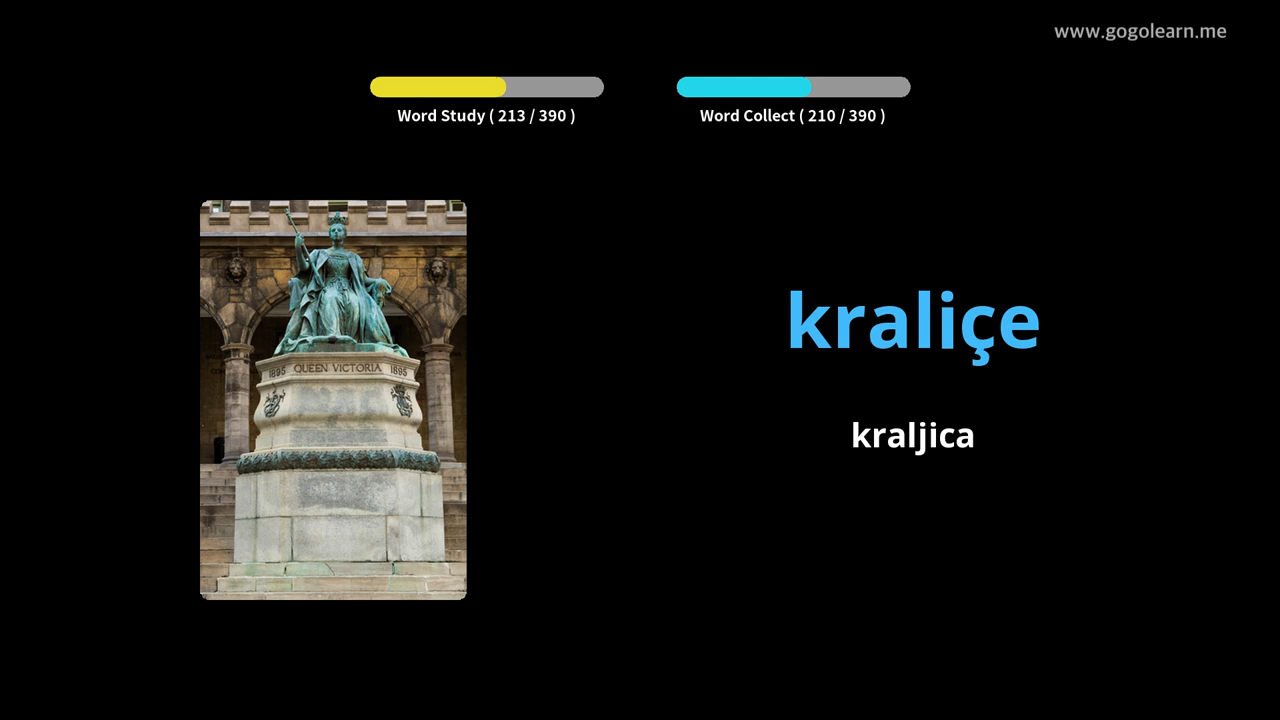 www.gogolearn.me
Word Study ( 213 / 390 )
Word Collect ( 210 / 390 )
1895 QUEEN VICTORIA 1895
kraliçe
kraljica